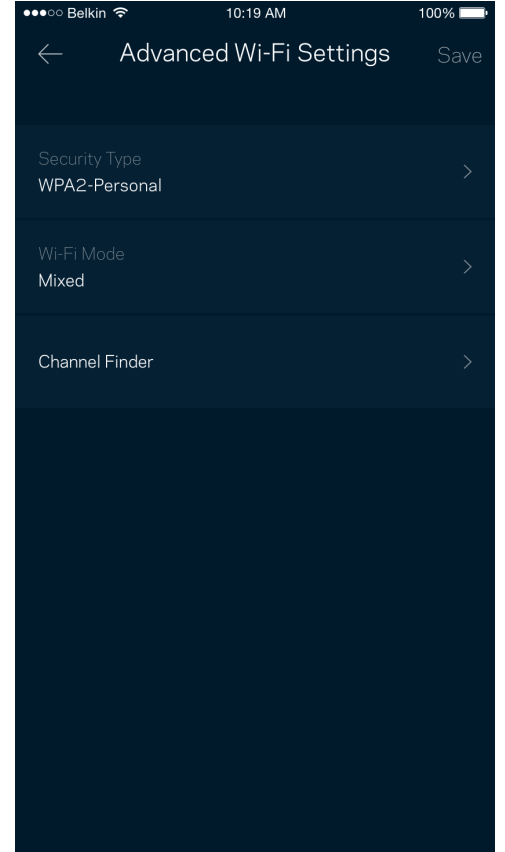 ●●●○○ Belkin 10:19 AM 100%
Advanced Wi-Fi Settings Save
Security Type
WPA2-Personal
Wi-Fi Mode
Mixed
Channel Finder